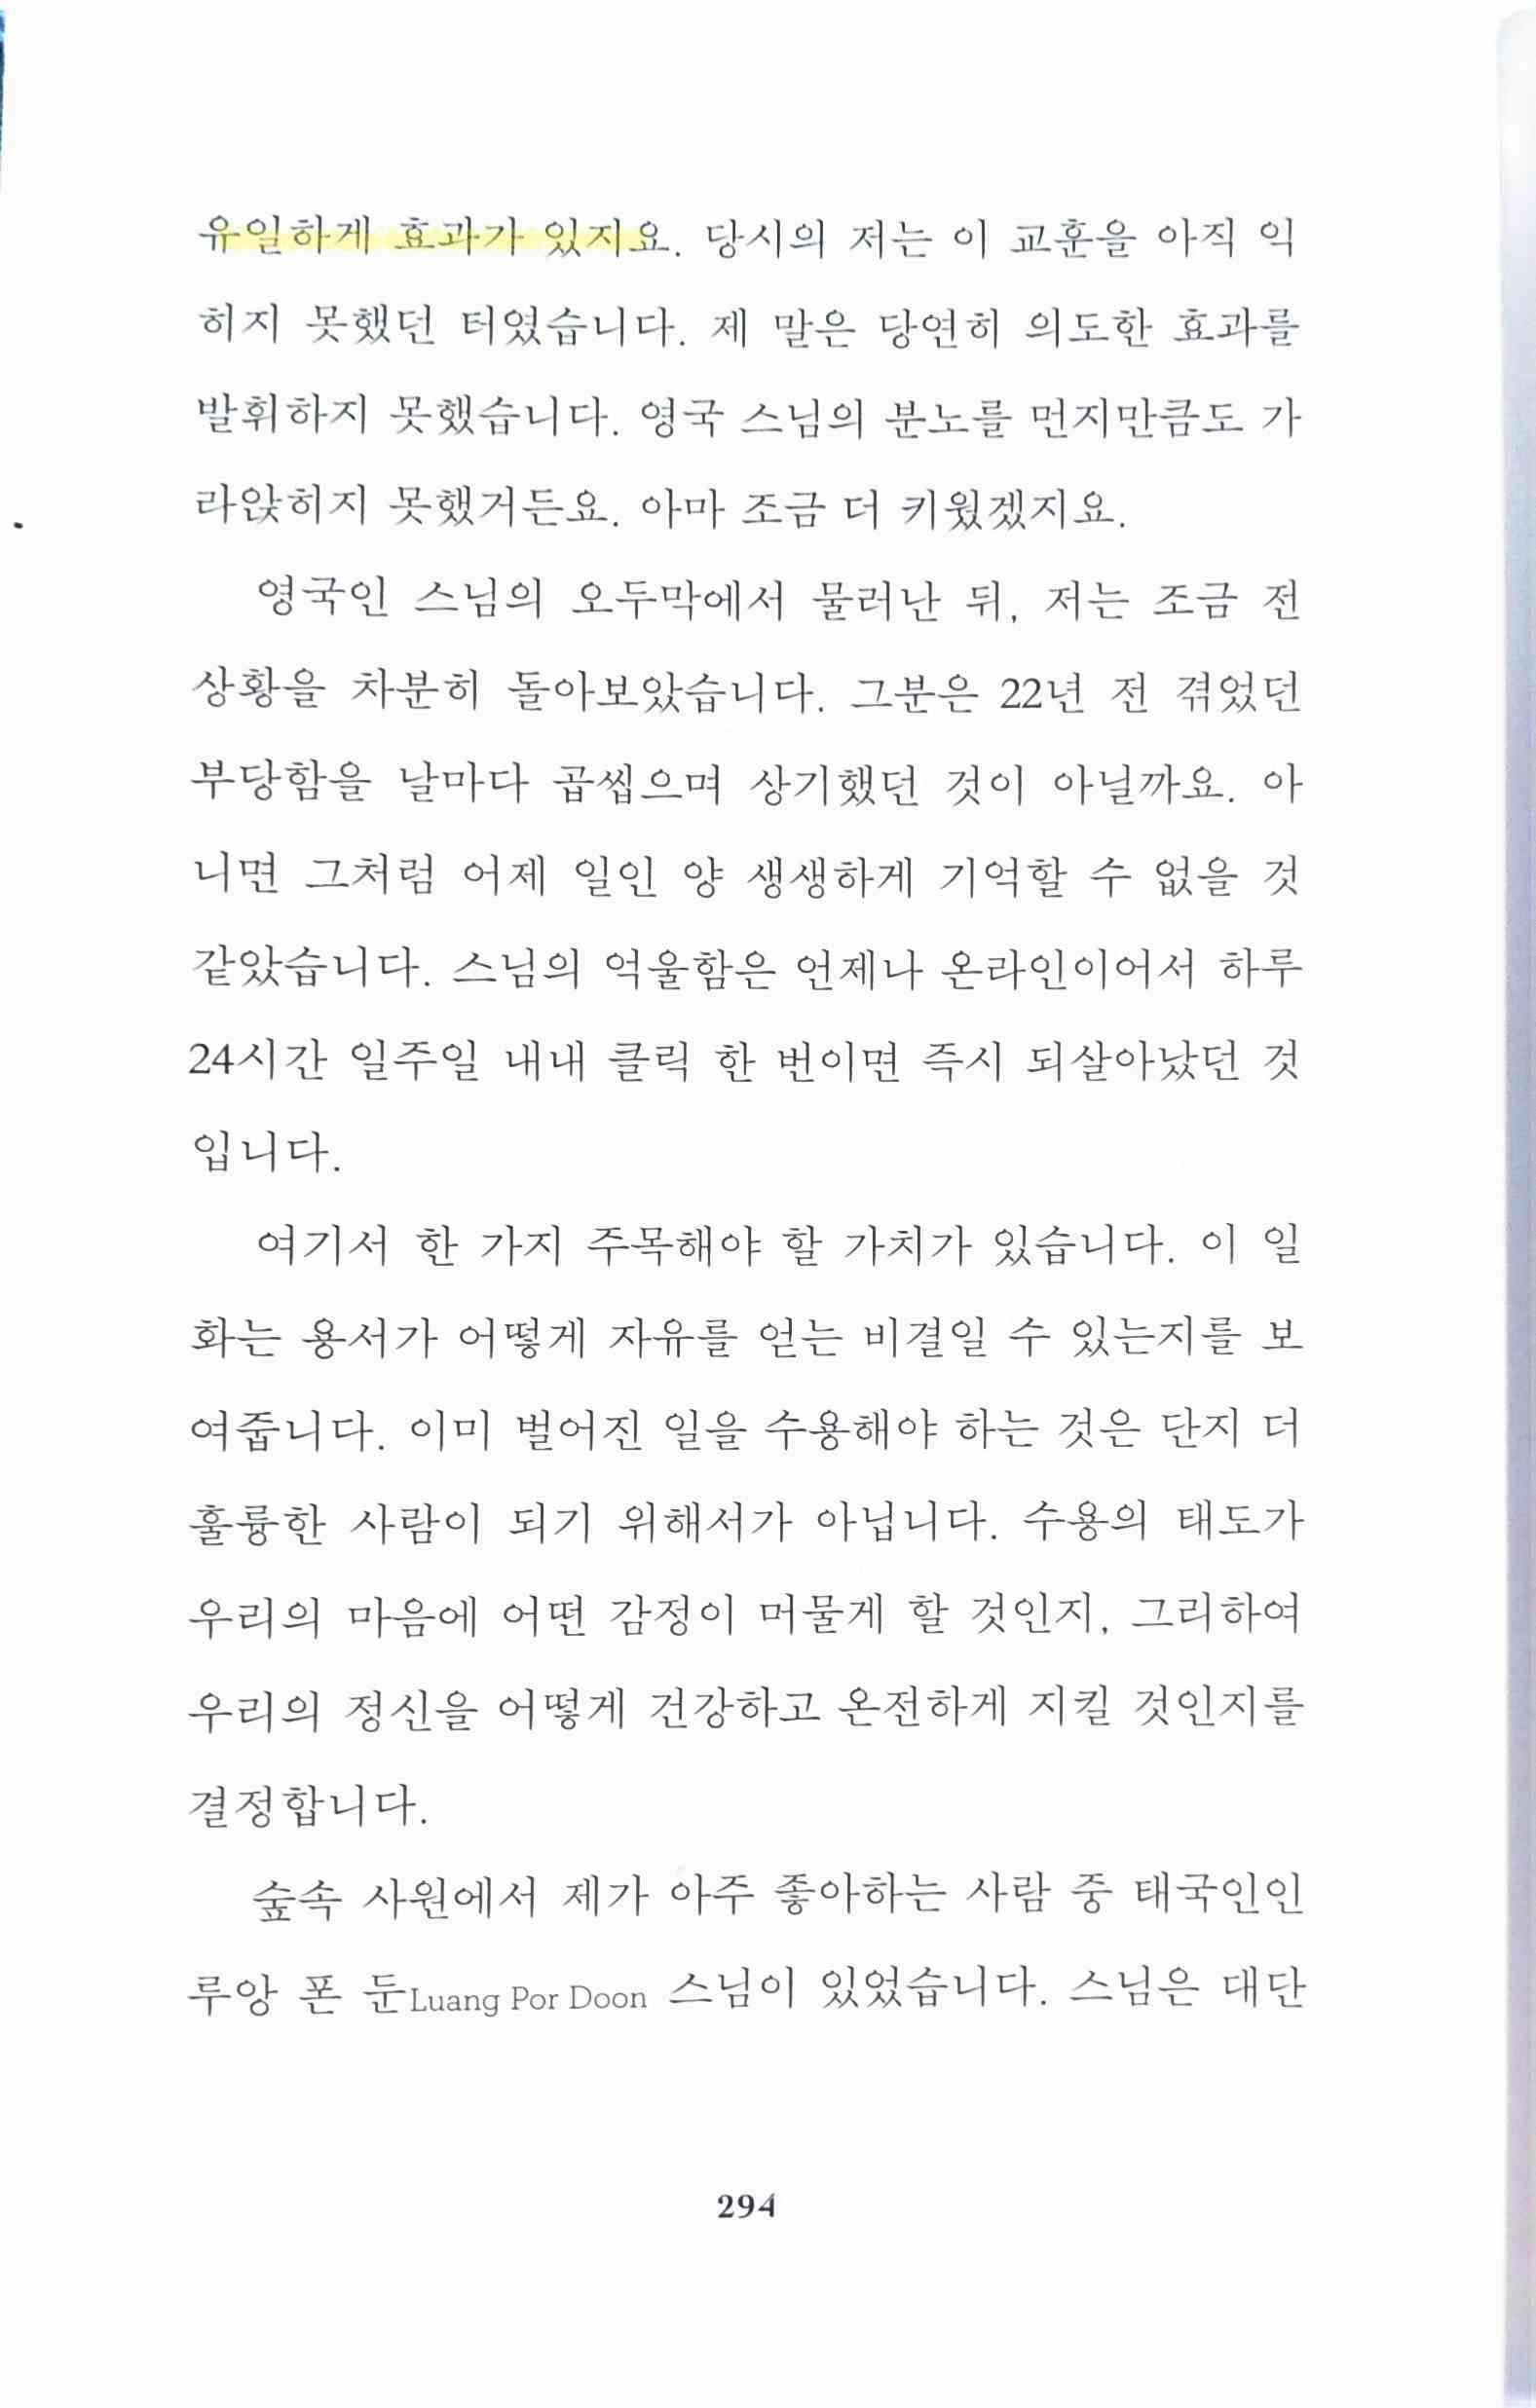 유일하게 효과가 있지요. 당시의 저는 이 교훈을 아직 익
히지 못했던 터였습니다. 제 말은 당연히 의도한 효과를
발휘하지 못했습니다. 영국 스님의 분노를 먼지만큼도 가
라앉히지 못했거든요. 아마 조금 더 키웠겠지요.
영국인 스님의 오두막에서 물러난 뒤, 저는 조금 전
상황을 차분히 돌아보았습니다. 그분은 22년 전 겪었던
부당함을 날마다 곱씹으며 상기했던 것이 아닐까요. 아
니면 그처럼 어제 일인 양 생생하게 기억할 수 없을 것
같았습니다. 스님의 억울함은 언제나 온라인이어서 하루
24시간 일주일 내내 클릭 한 번이면 즉시 되살아났던 것
입니다.
여기서 한 가지 주목해야 할 가치가 있습니다. 이 일
화는 용서가 어떻게 자유를 얻는 비결일 수 있는지를 보
여줍니다. 이미 벌어진 일을 수용해야 하는 것은 단지 더
훌륭한 사람이 되기 위해서가 아닙니다. 수용의 태도가
우리의 마음에 어떤 감정이 머물게 할 것인지, 그리하여
우리의 정신을 어떻게 건강하고 온전하게 지킬 것인지를
결정합니다.
숲속 사원에서 제가 아주 좋아하는 사람 중 태국인인
루앙 폰 둔Luang Por Doon 스님이 있었습니다. 스님은 대단
294